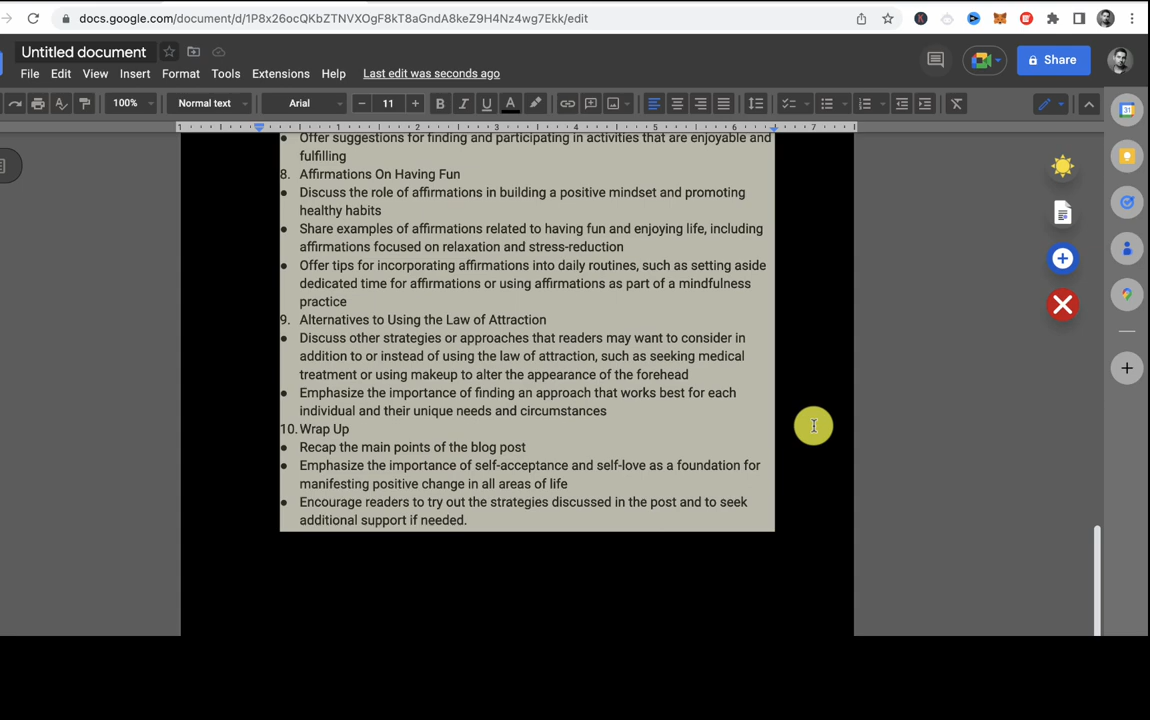 docs.google.com/document/d/1P8x26ocQKbZTNVXOgF8kT8aGndA8keZ9H4Nz4wg7Ekk/edit
Untitled document
File Edit View Insert Format Tools Extensions Help Last edit was seconds ago
Share
100% Normal text Arial 11
1 1 2 3 4 5 6 7
● Offer suggestions for finding and participating in activities that are enjoyable and
fulfilling
8. Affirmations On Having Fun
● Discuss the role of affirmations in building a positive mindset and promoting
healthy habits
● Share examples of affirmations related to having fun and enjoying life, including
affirmations focused on relaxation and stress-reduction
● Offer tips for incorporating affirmations into daily routines, such as setting aside
dedicated time for affirmations or using affirmations as part of a mindfulness
practice
9. Alternatives to Using the Law of Attraction
● Discuss other strategies or approaches that readers may want to consider in
addition to or instead of using the law of attraction, such as seeking medical
treatment or using makeup to alter the appearance of the forehead
● Emphasize the importance of finding an approach that works best for each
individual and their unique needs and circumstances
10. Wrap Up
● Recap the main points of the blog post
● Emphasize the importance of self-acceptance and self-love as a foundation for
manifesting positive change in all areas of life
● Encourage readers to try out the strategies discussed in the post and to seek
additional support if needed.